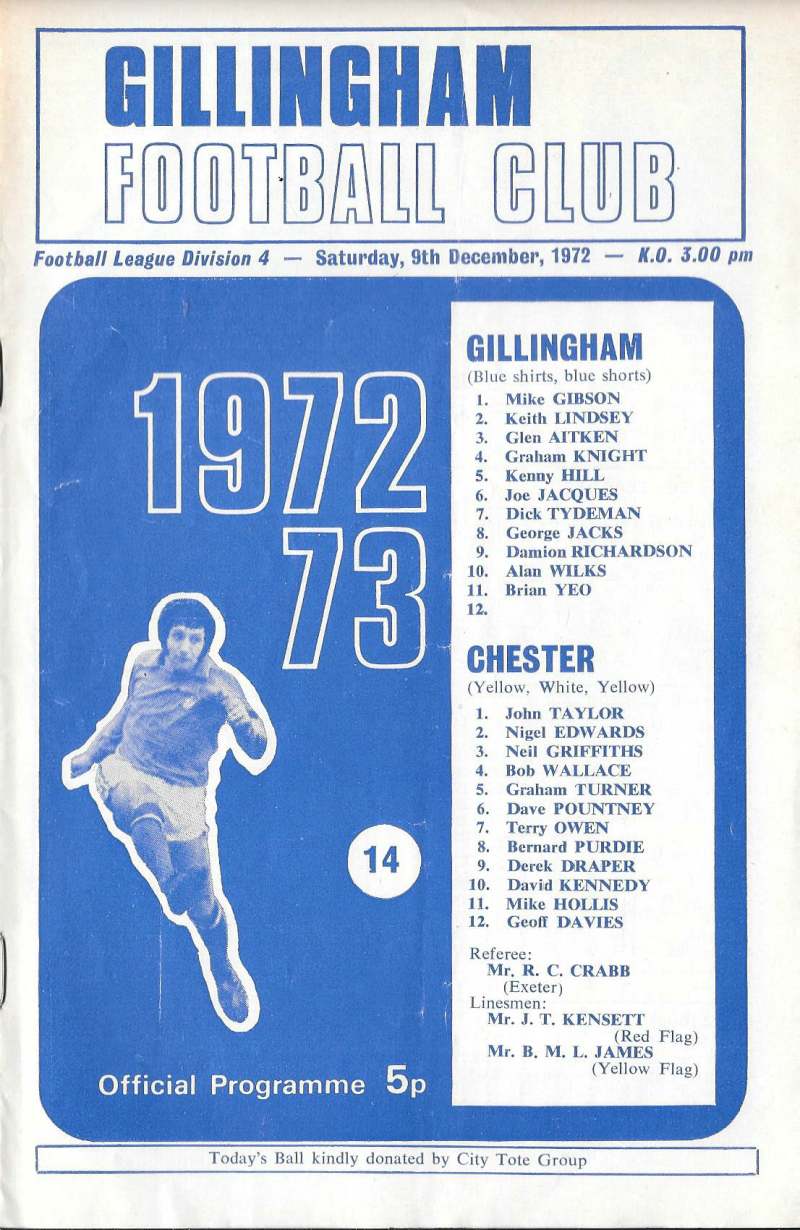 GILLINGHAM
FOOTBALL CLUB
Football League Division 4 — Saturday, 9th December, 1972 — K.O. 3.00 pm
1972
73
14
Official Programme 5p
GILLINGHAM
(Blue shirts, blue shorts)
1. Mike GIBSON
2. Keith LINDSEY
3. Glen AITKEN
4. Graham KNIGHT
5. Kenny HILL
6. Joe JACQUES
7. Dick TYDEMAN
8. George JACKS
9. Damion RICHARDSON
10. Alan WILKS
11. Brian YEO
12.
CHESTER
(Yellow, White, Yellow)
1. John TAYLOR
2. Nigel EDWARDS
3. Neil GRIFFITHS
4. Bob WALLACE
5. Graham TURNER
6. Dave POUNTNEY
7. Terry OWEN
8. Bernard PURDIE
9. Derek DRAPER
10. David KENNEDY
11. Mike HOLLIS
12. Geoff DAVIES
Referee:
Mr. R. C. CRABB
(Exeter)
Linesmen:
Mr. J. T. KENSETT
(Red Flag)
Mr. B. M. L. JAMES
(Yellow Flag)
Today's Ball kindly donated by City Tote Group